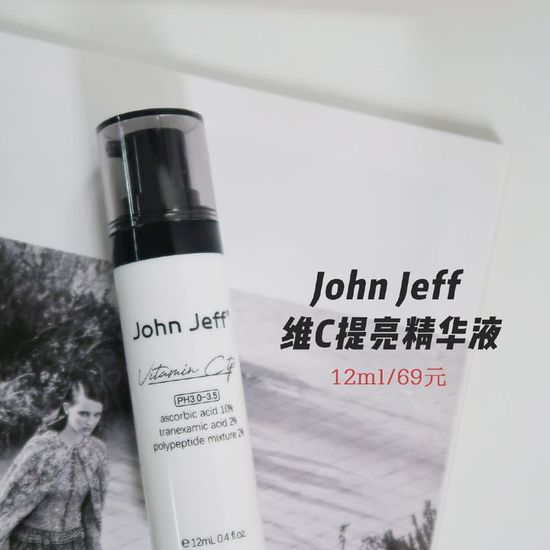 John Jeff
Vitamin C
PH3.0-3.5
ascorbic acid 10%
tranexamic acid 2%
polypeptide mixture 2%
e12mL 0.4 fl.oz
John Jeff
维C提亮精华液
12ml/69元